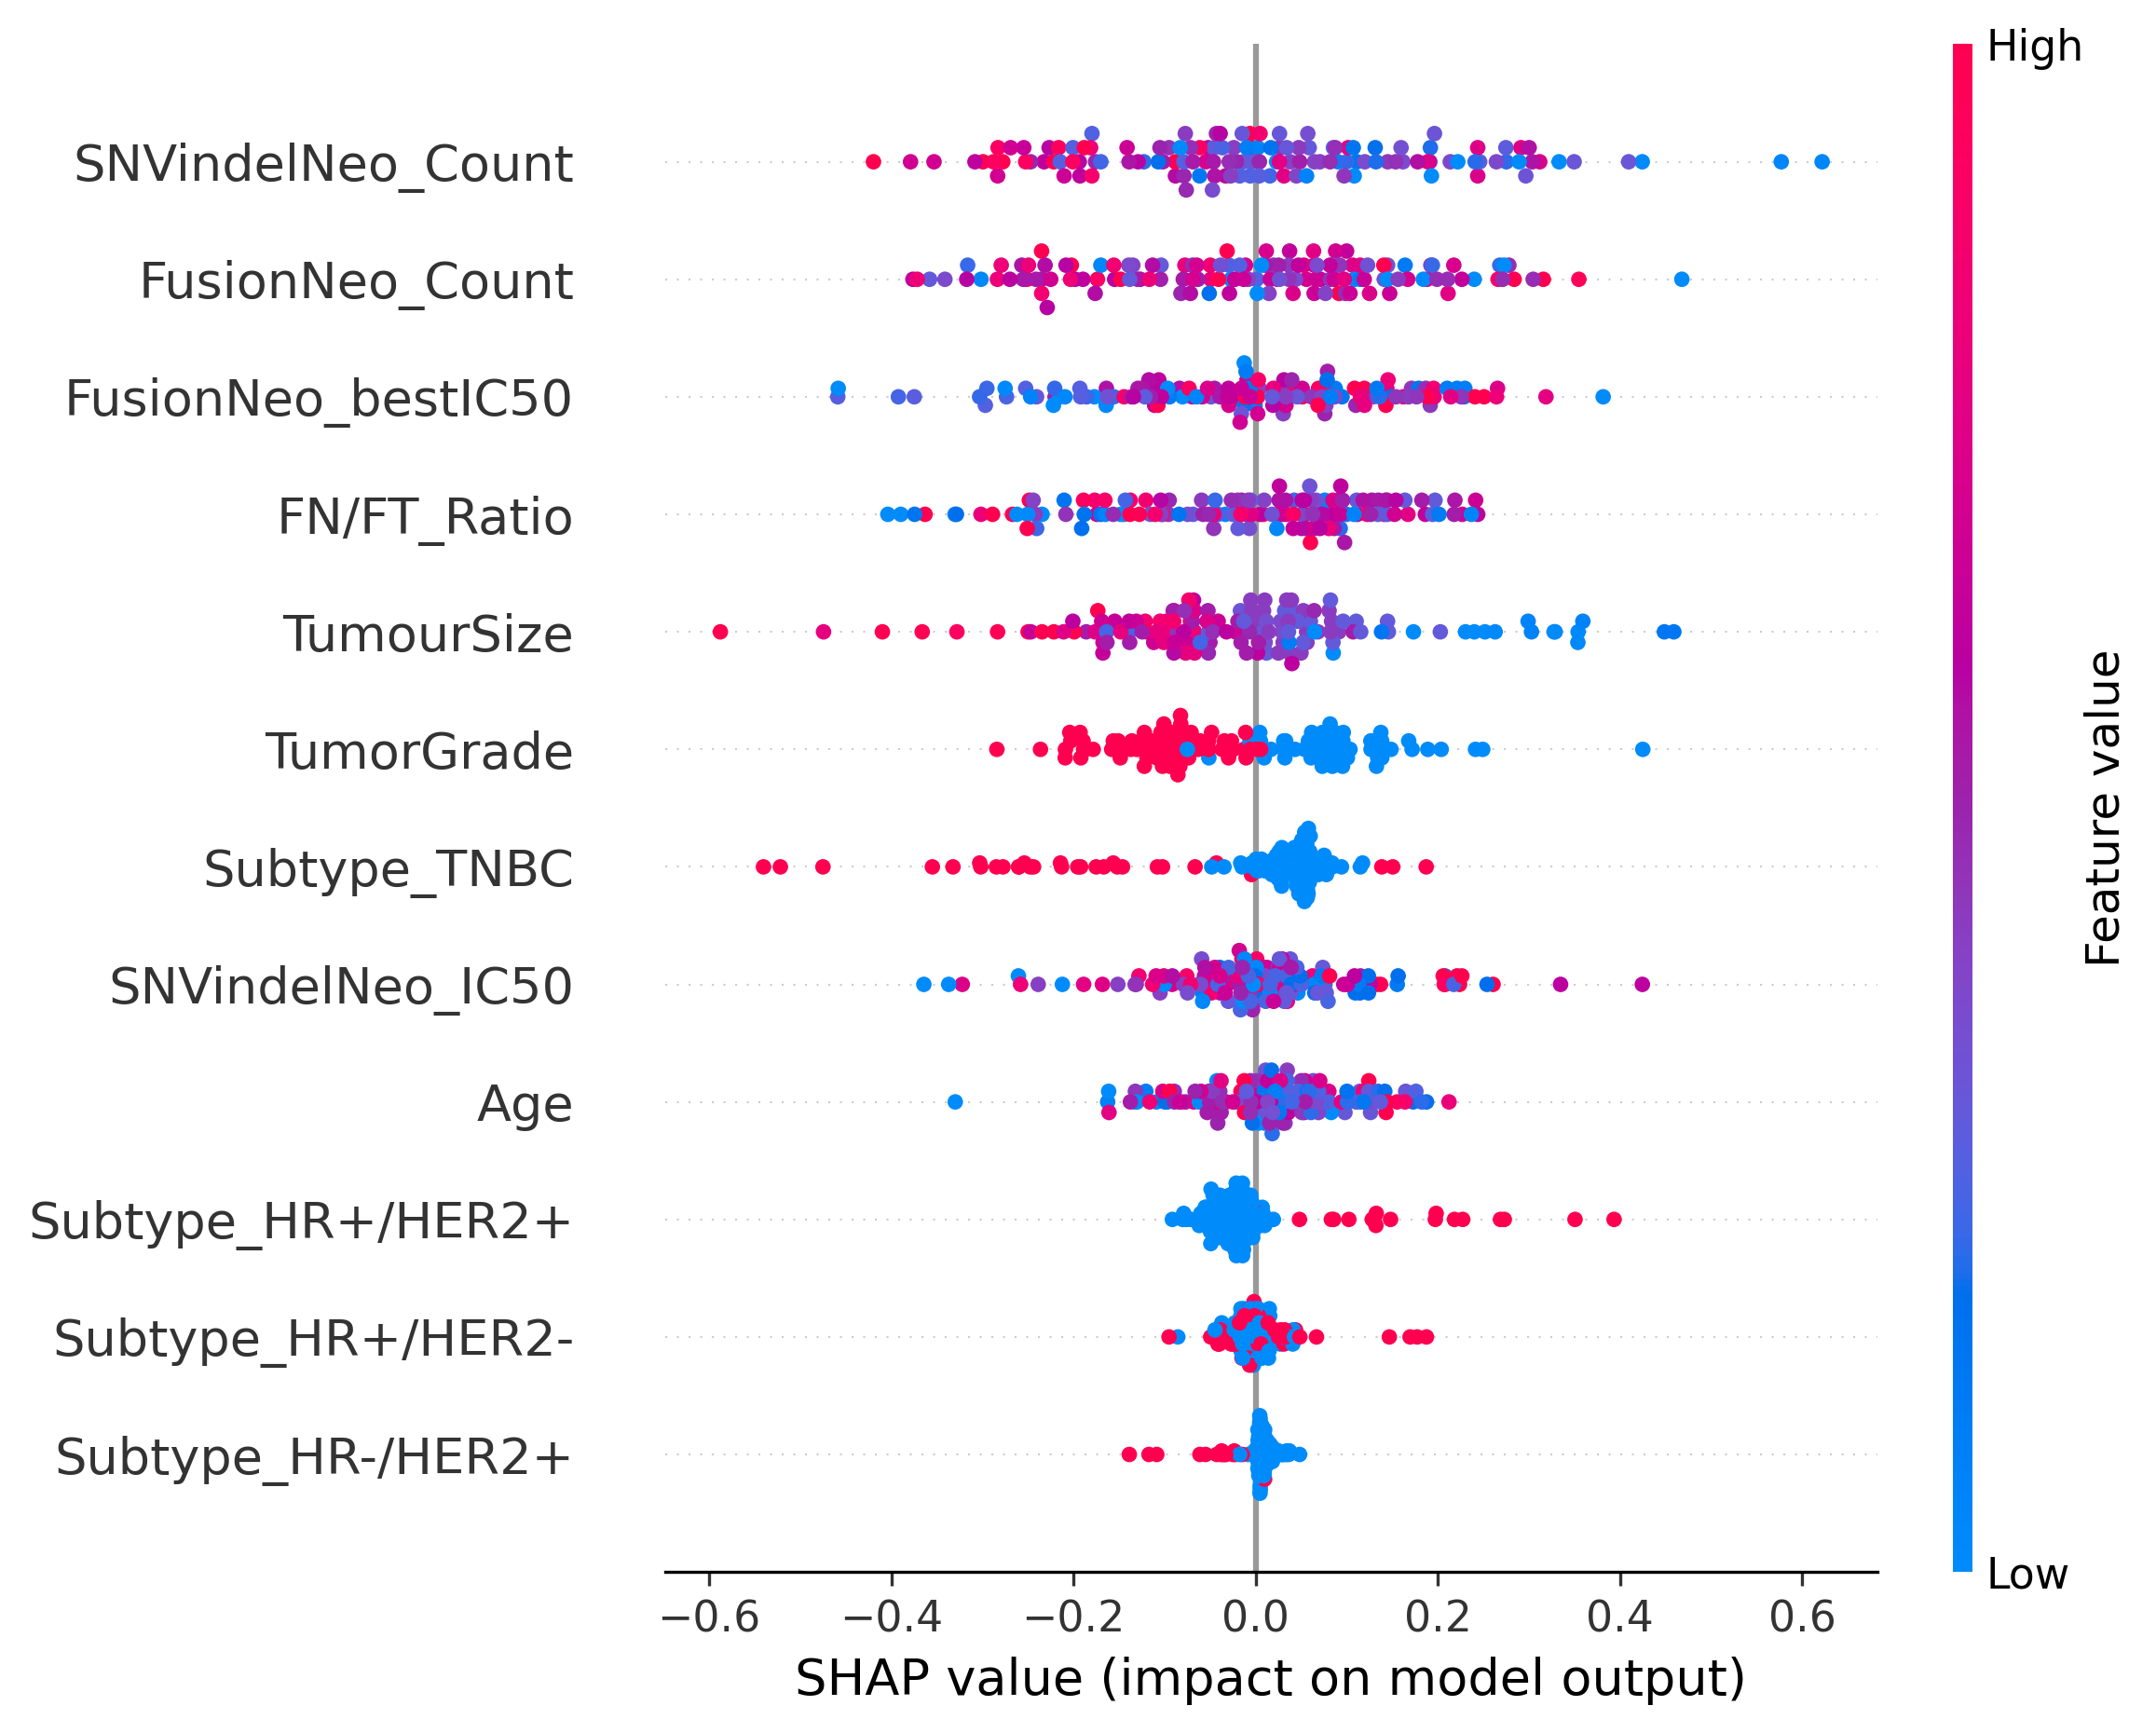 High
SNVindelNeo_Count
FusionNeo_Count
FusionNeo_bestIC50
FN/FT_Ratio
TumourSize
TumorGrade
Subtype_TNBC
SNVindelNeo_IC50
Age
Subtype_HR+/HER2+
Subtype_HR+/HER2-
Subtype_HR-/HER2+
Feature value
Low
−0.6 −0.4 −0.2 0.0 0.2 0.4 0.6
SHAP value (impact on model output)